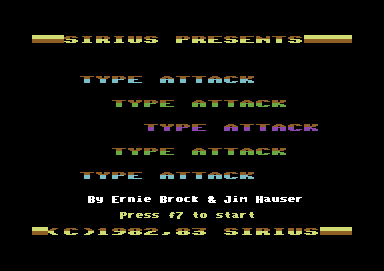 SIRIUS PRESENTS
TYPE ATTACK
TYPE ATTACK
TYPE ATTACK
TYPE ATTACK
TYPE ATTACK
By Ernie Brock & Jim Hauser
Press f7 to start
(C)1982,83 SIRIUS